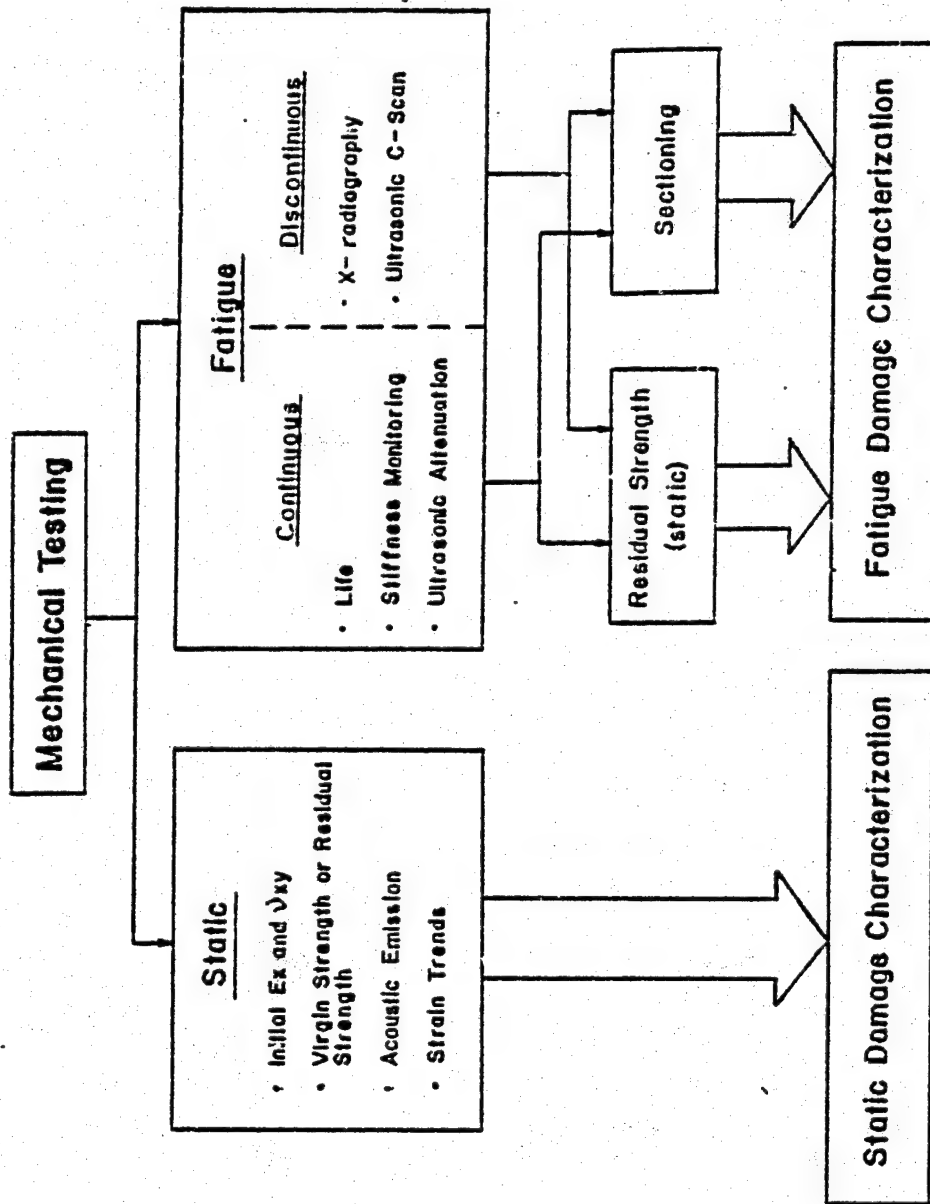 Mechanical Testing
Static
• Initial Ex and νxy
• Virgin Strength or Residual
Strength
• Acoustic Emission
• Strain Trends
Fatigue
Continuous
• Life
• Stiffness Monitoring
• Ultrasonic Attenuation
Discontinuous
• X-radiography
• Ultrasonic C-Scan
Residual Strength
(static)
Sectioning
Static Damage Characterization
Fatigue Damage Characterization